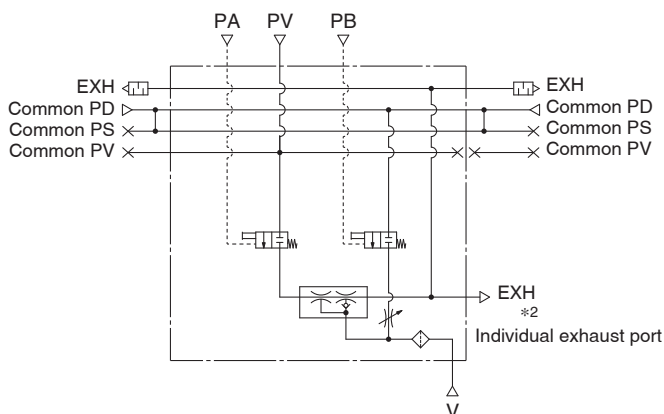 PA PV PB
EXH EXH
Common PD Common PD
Common PS Common PS
Common PV Common PV
EXH
*2
Individual exhaust port
V